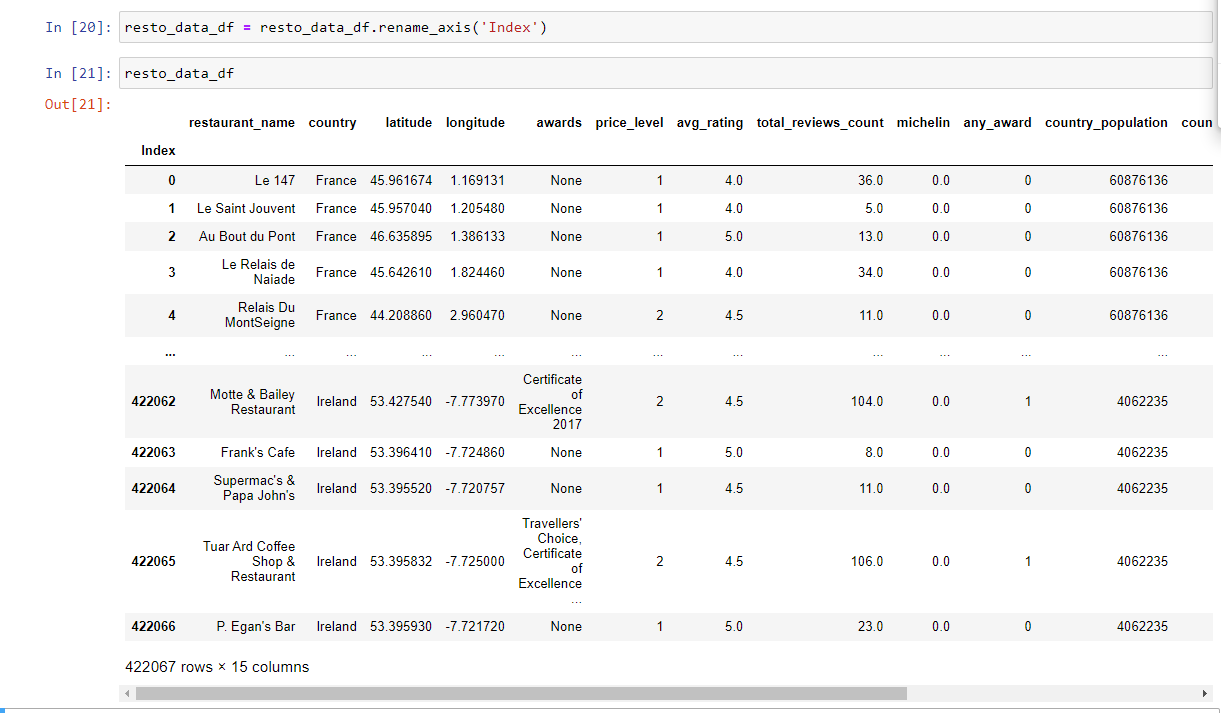 In [20]: resto_data_df = resto_data_df.rename_axis('Index')
In [21]: resto_data_df
Out[21]:
restaurant_name country latitude longitude awards price_level avg_rating total_reviews_count michelin any_award country_population coun
Index
0 Le 147 France 45.961674 1.169131 None 1 4.0 36.0 0.0 0 60876136
1 Le Saint Jouvent France 45.957040 1.205480 None 1 4.0 5.0 0.0 0 60876136
2 Au Bout du Pont France 46.635895 1.386133 None 1 5.0 13.0 0.0 0 60876136
Le Relais de
3 Naiade France 45.642610 1.824460 None 1 4.0 34.0 0.0 0 60876136
Relais Du
4 MontSeigne France 44.208860 2.960470 None 2 4.5 11.0 0.0 0 60876136
... ... ... ... ... ... ... ... ... ... ... ...
Certificate
of
Excellence
2017
422062 Motte & Bailey
Restaurant Ireland 53.427540 -7.773970 2 4.5 104.0 0.0 1 4062235
422063 Frank's Cafe Ireland 53.396410 -7.724860 None 1 5.0 8.0 0.0 0 4062235
Supermac's &
422064 Papa John's Ireland 53.395520 -7.720757 None 1 4.5 11.0 0.0 0 4062235
Travellers'
Choice,
Certificate
of
Excellence
...
Tuar Ard Coffee
422065 Shop & Ireland 53.395832 -7.725000 2 4.5 106.0 0.0 1 4062235
Restaurant
422066 P. Egan's Bar Ireland 53.395930 -7.721720 None 1 5.0 23.0 0.0 0 4062235
422067 rows × 15 columns